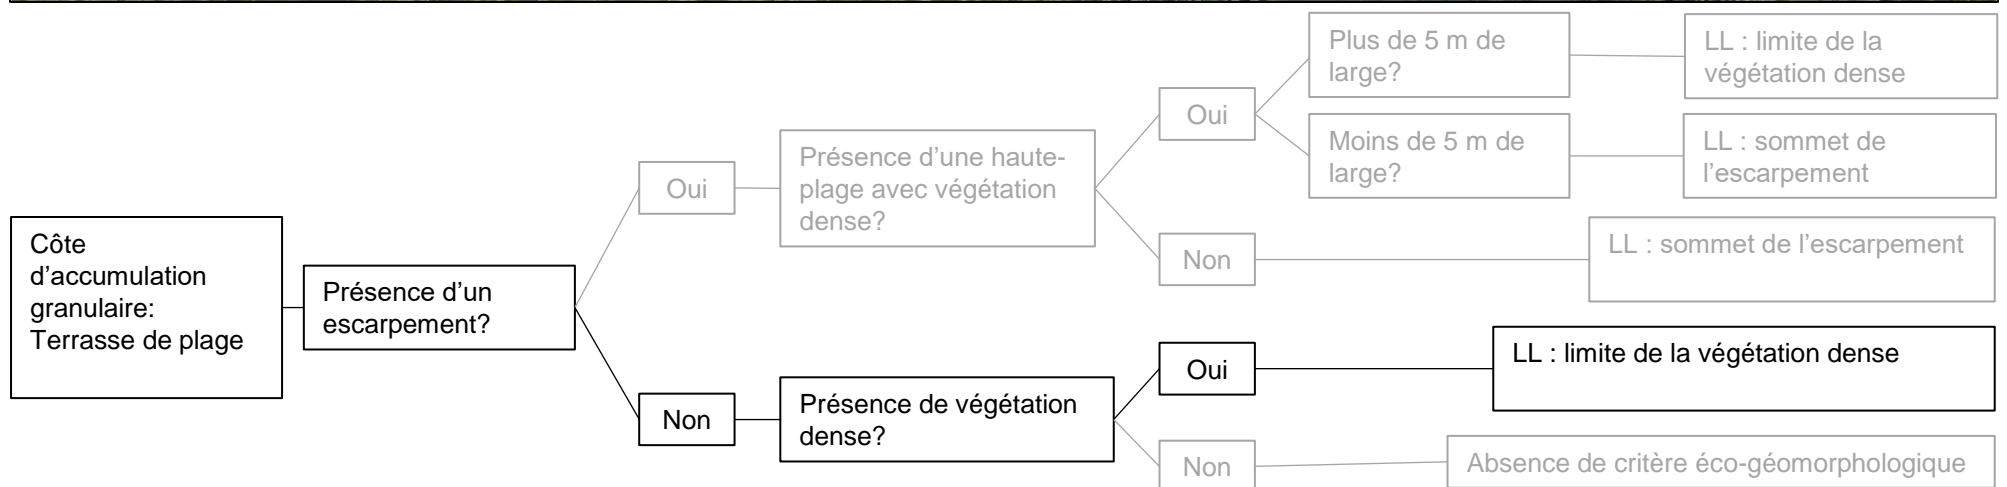 Côte
d’accumulation
granulaire:
Terrasse de plage
Présence d’un
escarpement?
Oui
Présence d’une haute-
plage avec végétation
dense?
Oui
Plus de 5 m de
large?
LL : limite de la
végétation dense
Moins de 5 m de
large?
LL : sommet de
l’escarpement
Non
LL : sommet de l’escarpement
Non
Présence de végétation
dense?
Oui
LL : limite de la végétation dense
Non
Absence de critère éco-géomorphologique